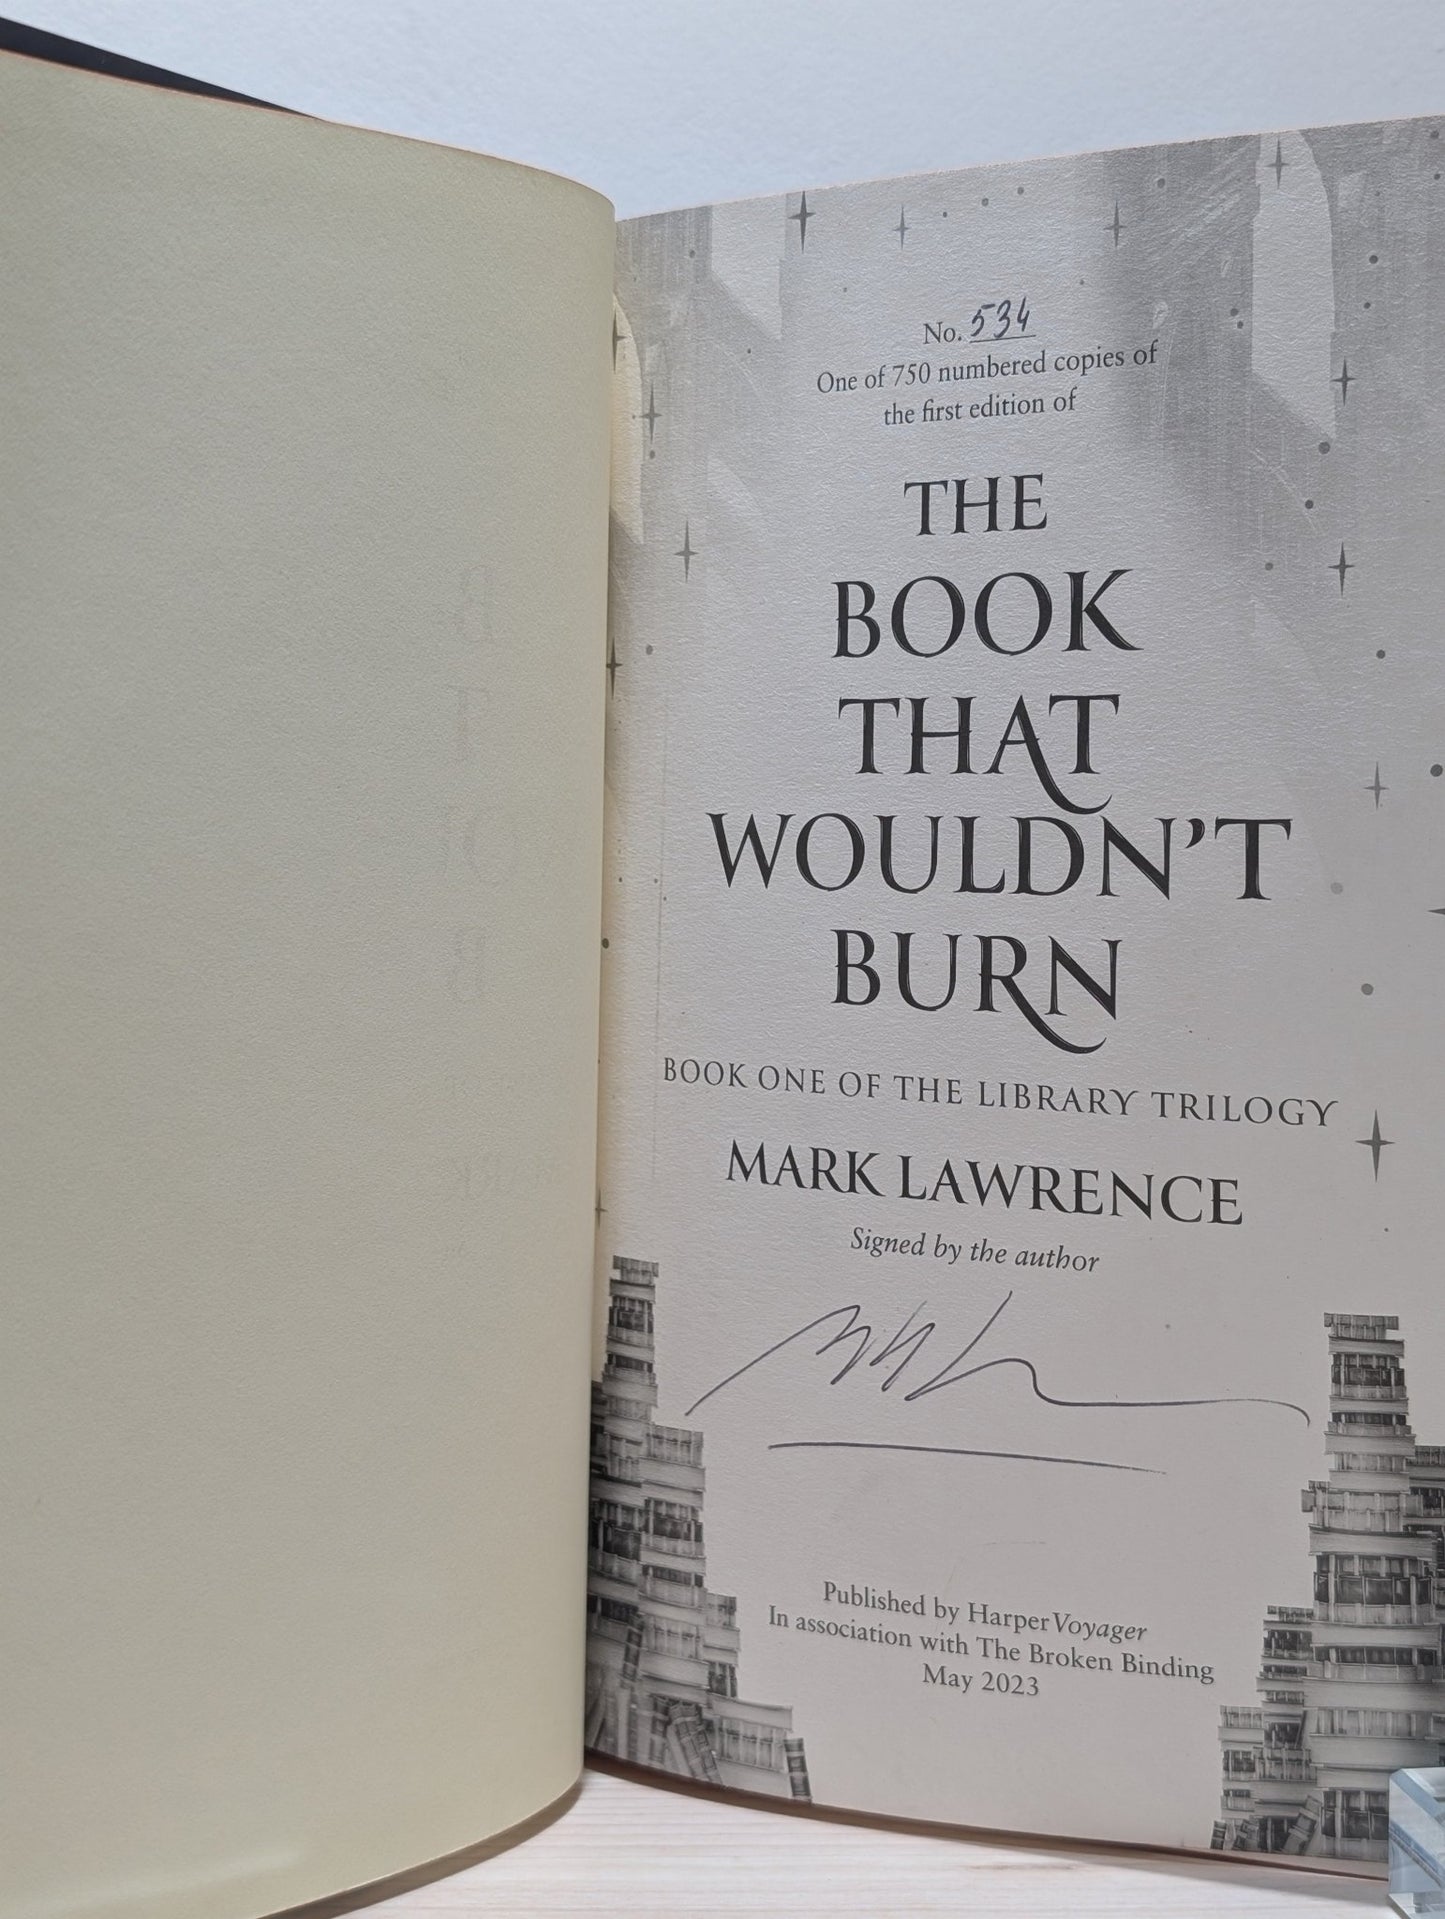 No. 534
One of 750 numbered copies of
the first edition of
THE
BOOK
THAT
WOULDN'T
BURN
BOOK ONE OF THE LIBRARY TRILOGY
MARK LAWRENCE
Signed by the author
Published by HarperVoyager
In association with The Broken Binding
May 2023